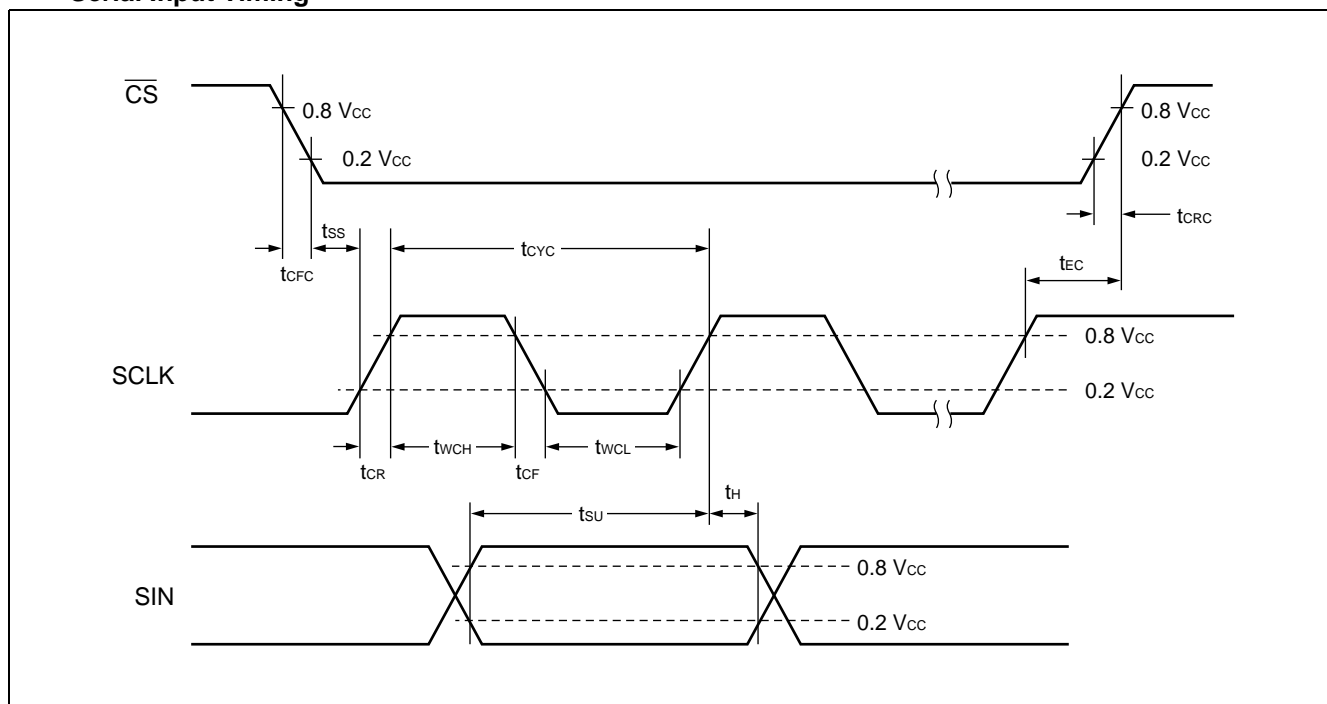 Serial Input Timing
CS
0.8 Vcc
0.2 Vcc
0.8 Vcc
0.2 Vcc
tCRC
tSS
tCFC
tCYC
tEC
SCLK
0.8 Vcc
0.2 Vcc
tCR
tWCH
tCF
tWCL
tSU
tH
SIN
0.8 Vcc
0.2 Vcc